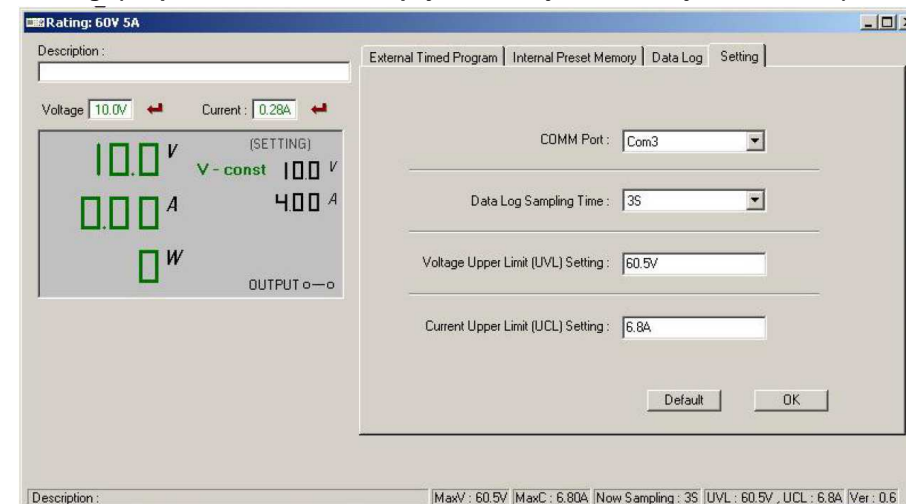 Rating: 60V 5A
Description :
External Timed Program Internal Preset Memory Data Log Setting
Voltage 10.0V Current : 0.28A
10.0 V (SETTING)
V - const 10.0 V
0.00 A 4.00 A
0 W
OUTPUT
COMM Port : Com3
Data Log Sampling Time : 3S
Voltage Upper Limit (UVL) Setting : 60.5V
Current Upper Limit (UCL) Setting : 6.8A
Default OK
Description : MaxV : 60.5V MaxC : 6.80A Now Sampling : 3S UVL : 60.5V , UCL : 6.8A Ver : 0.6